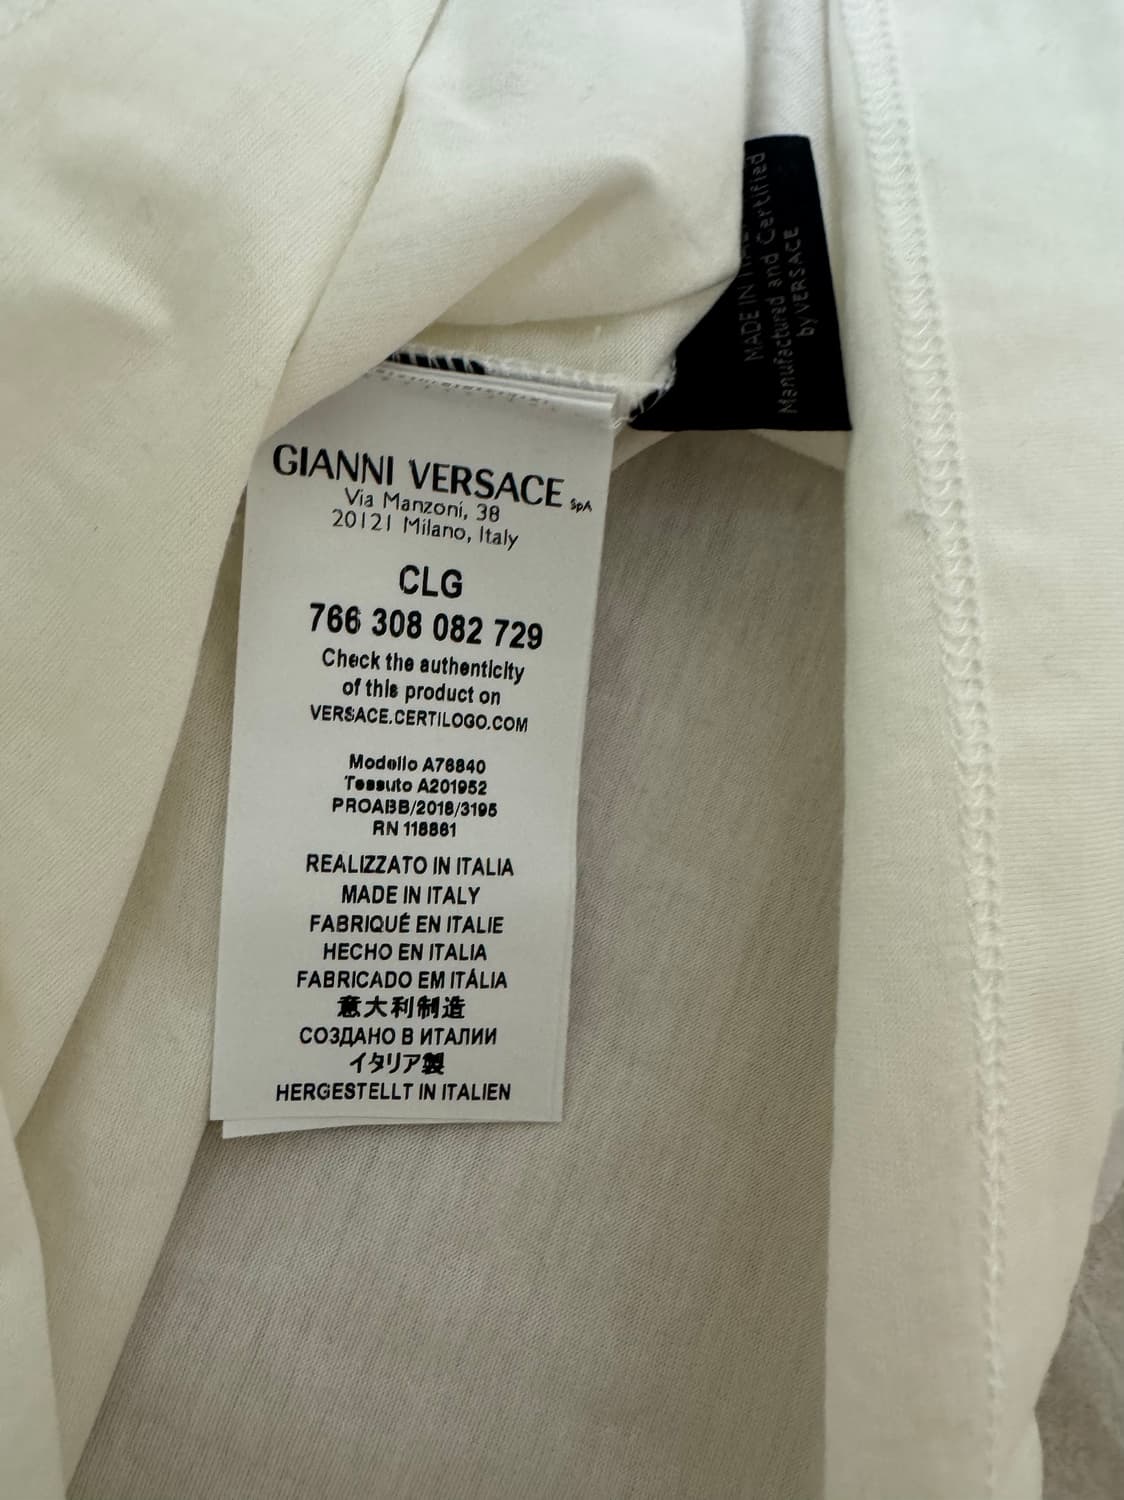 MADE IN ITALY
Manufactured and Certified
by VERSACE
GIANNI VERSACE SpA
Via Manzoni, 38
20121 Milano, Italy
CLG
766 308 082 729
Check the authenticity
of this product on
VERSACE.CERTILOGO.COM
Modello A76840
Tessuto A201952
PROABB/2018/3195
RN 118881
REALIZZATO IN ITALIA
MADE IN ITALY
FABRIQUÉ EN ITALIE
HECHO EN ITALIA
FABRICADO EM ITÁLIA
意大利制造
СОЗДАНО В ИТАЛИИ
イタリア製
HERGESTELLT IN ITALIEN